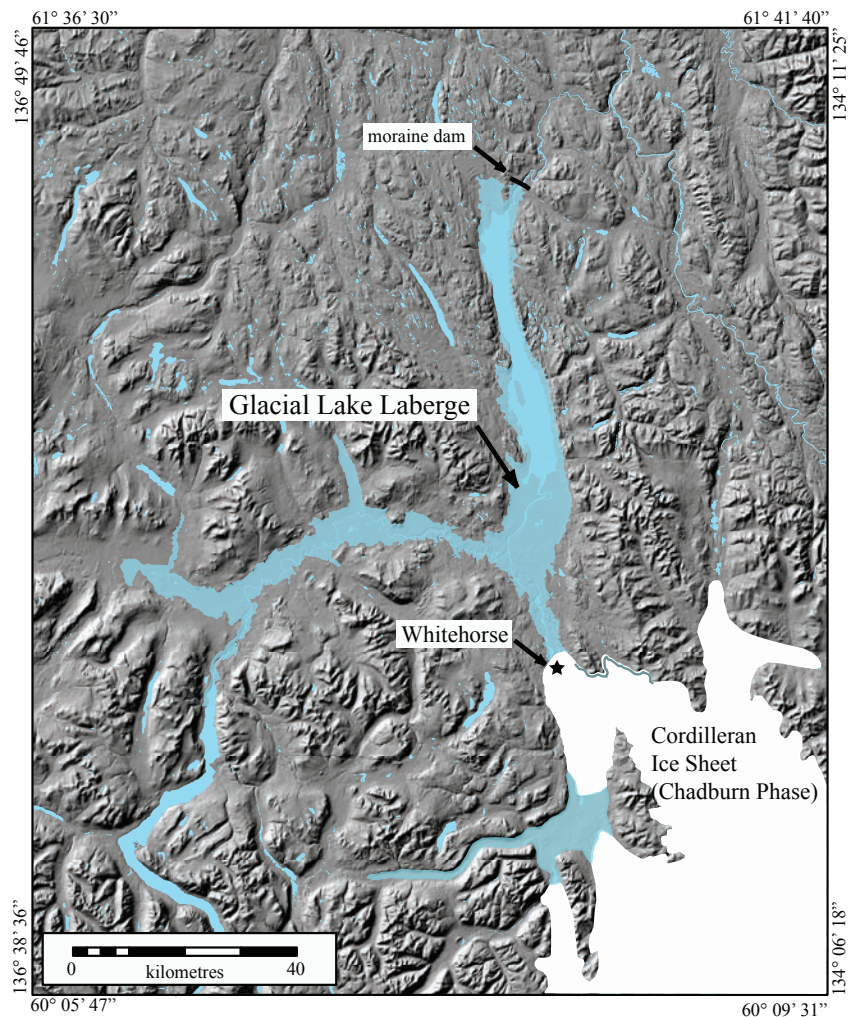 61° 36’ 30”
61° 41’ 40”
136° 49’ 46”
134° 11’ 25”
moraine dam
Glacial Lake Laberge
Whitehorse
Cordilleran
Ice Sheet
(Chadburn Phase)
136° 38’ 36”
134° 06’ 18”
0
40
kilometres
60° 05’ 47”
60° 09’ 31”